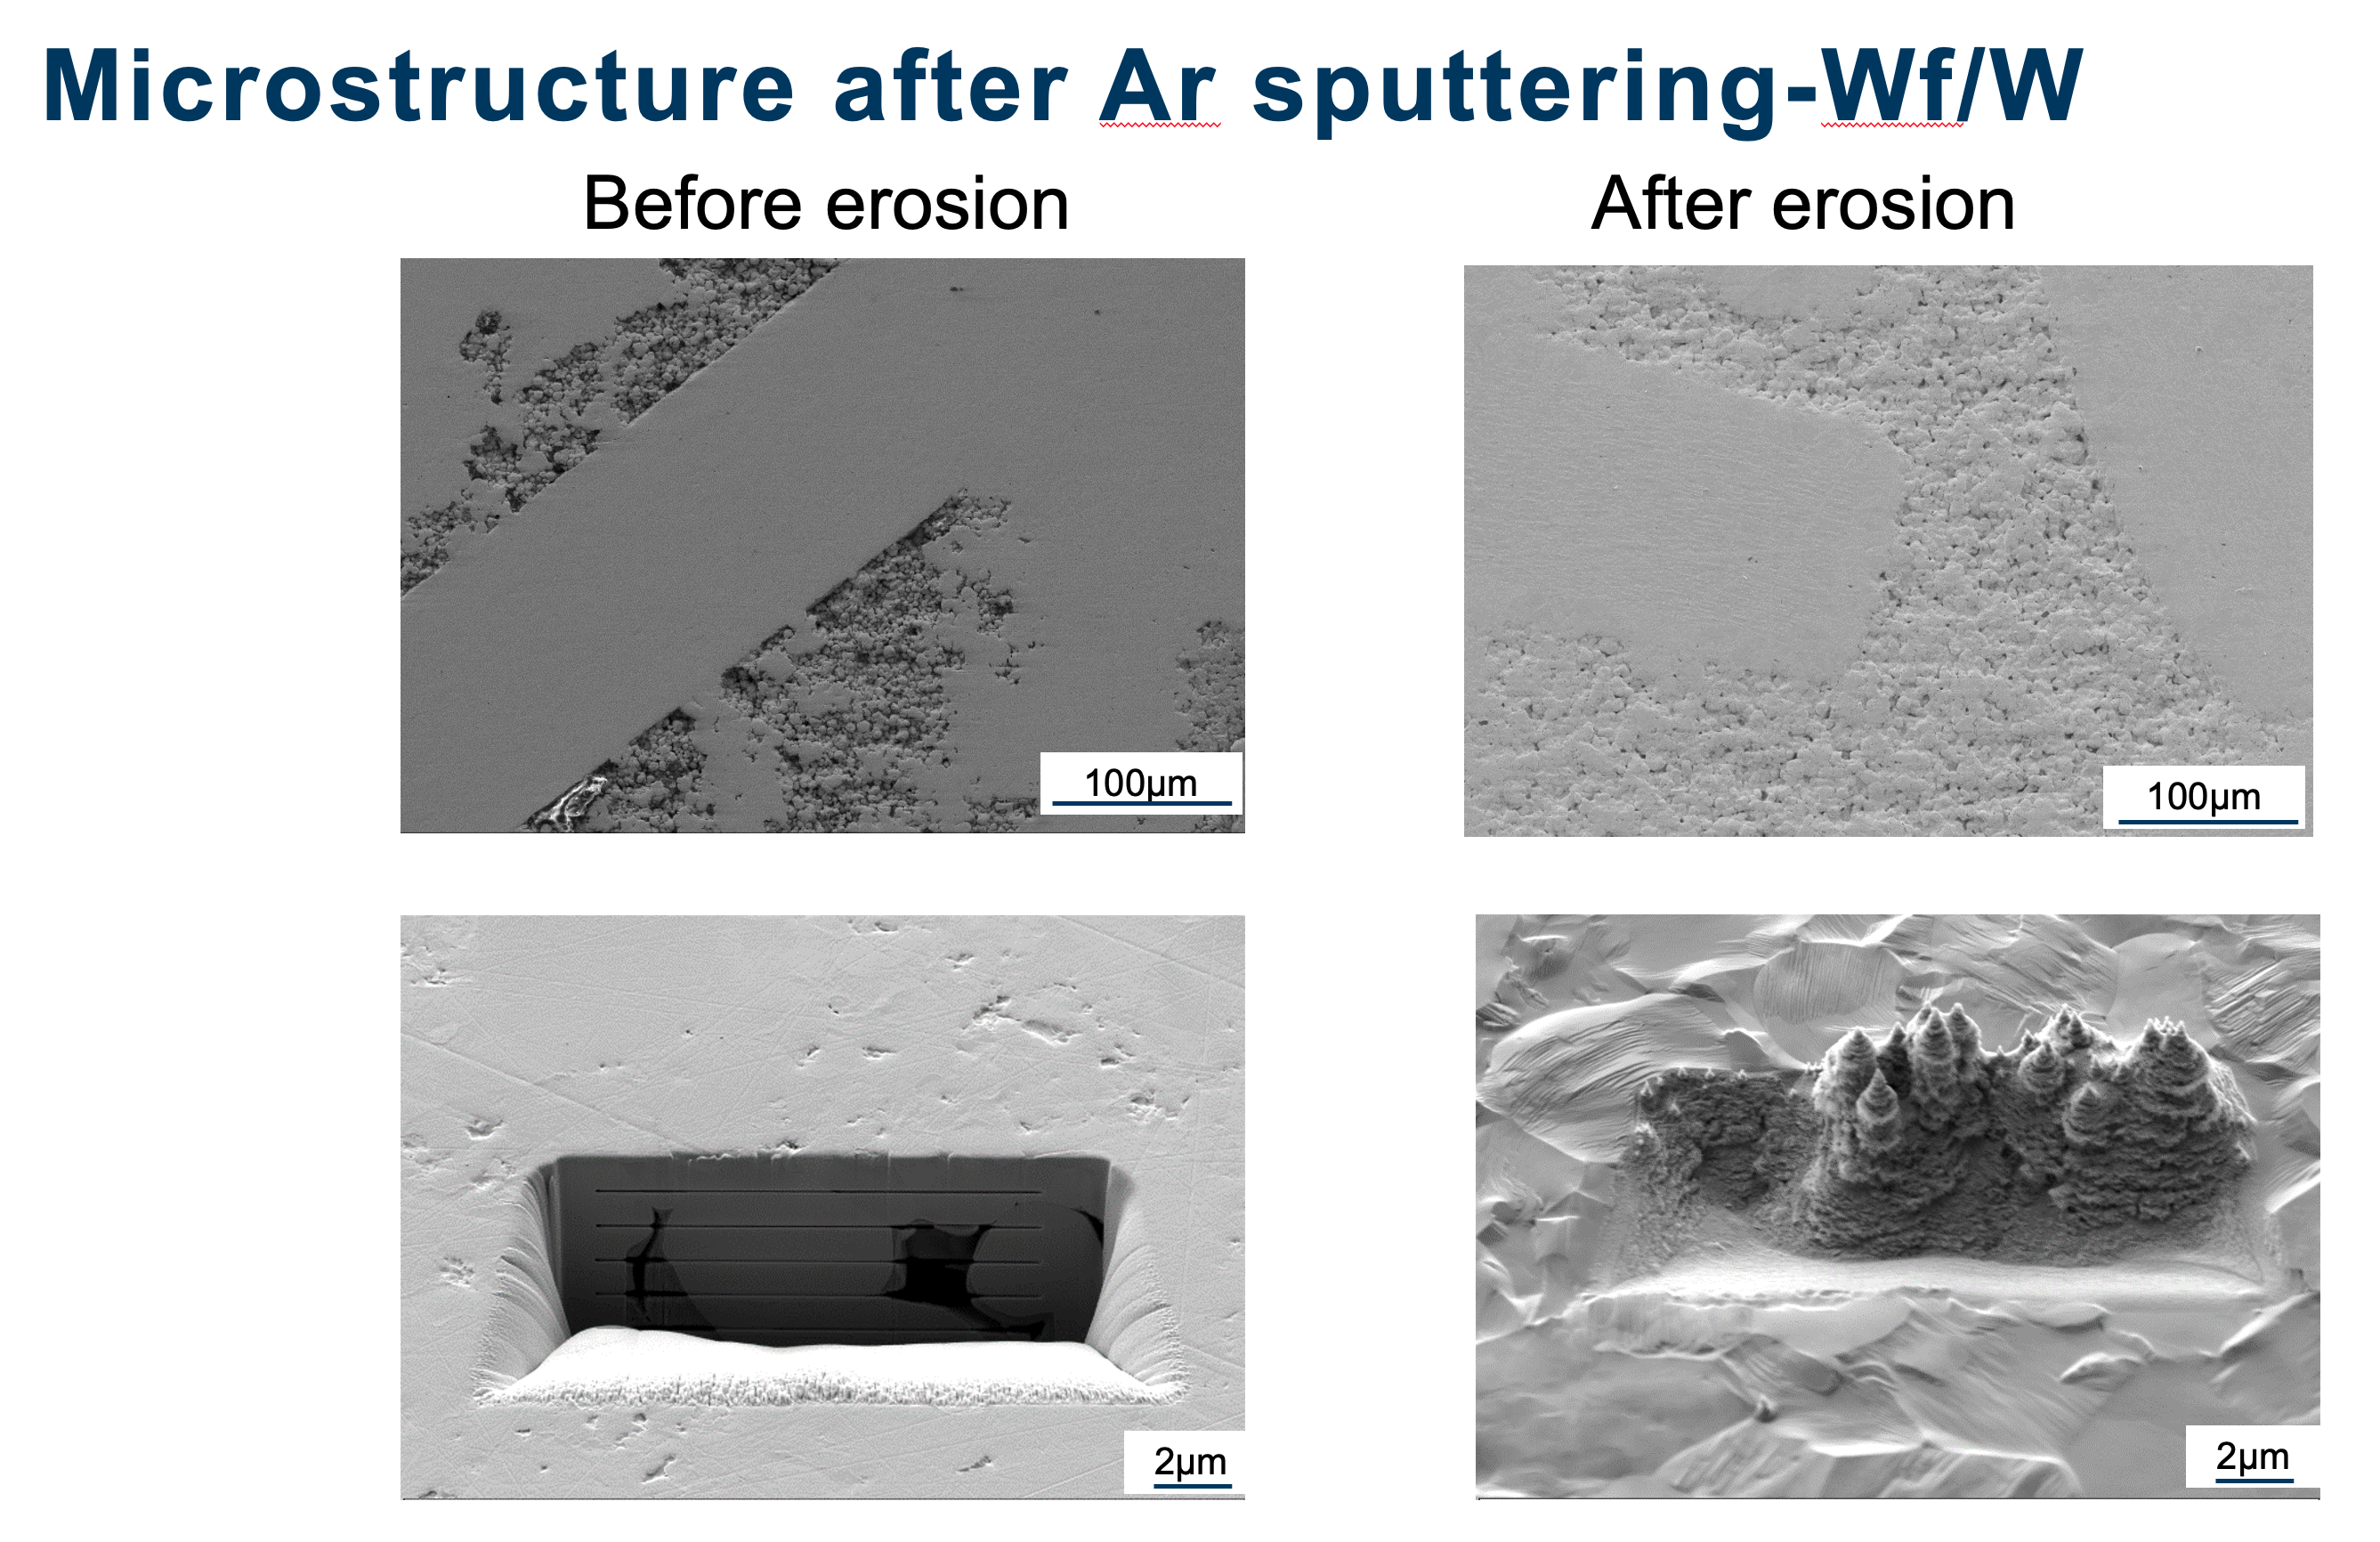 Microstructure after Ar sputtering-Wf/W
Before erosion
After erosion
100µm
100µm
2µm
2µm